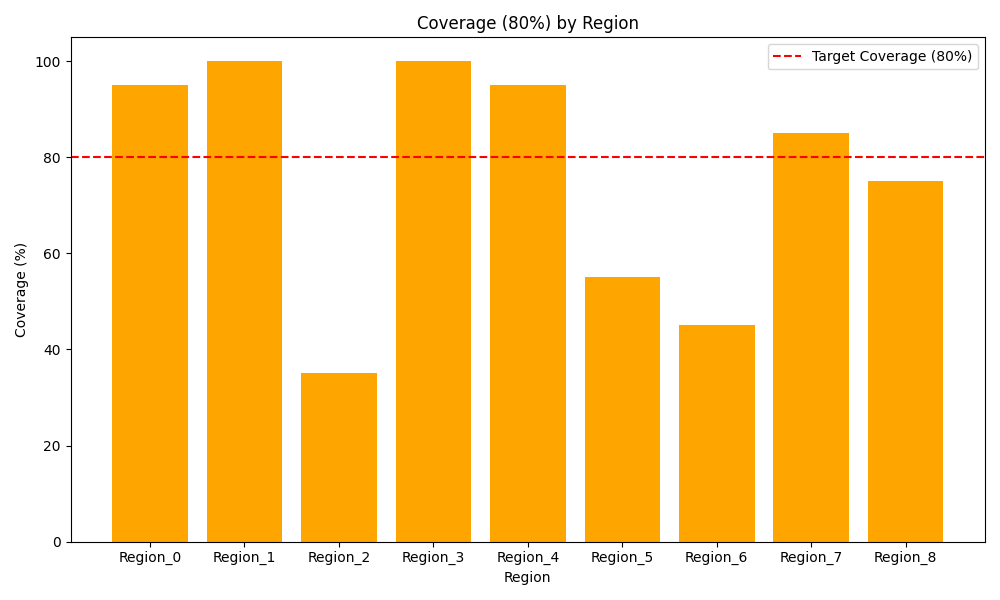 Coverage (80%) by Region
Target Coverage (80%)
Coverage (%)
100
80
60
40
20
0
Region_0 Region_1 Region_2 Region_3 Region_4 Region_5 Region_6 Region_7 Region_8
Region